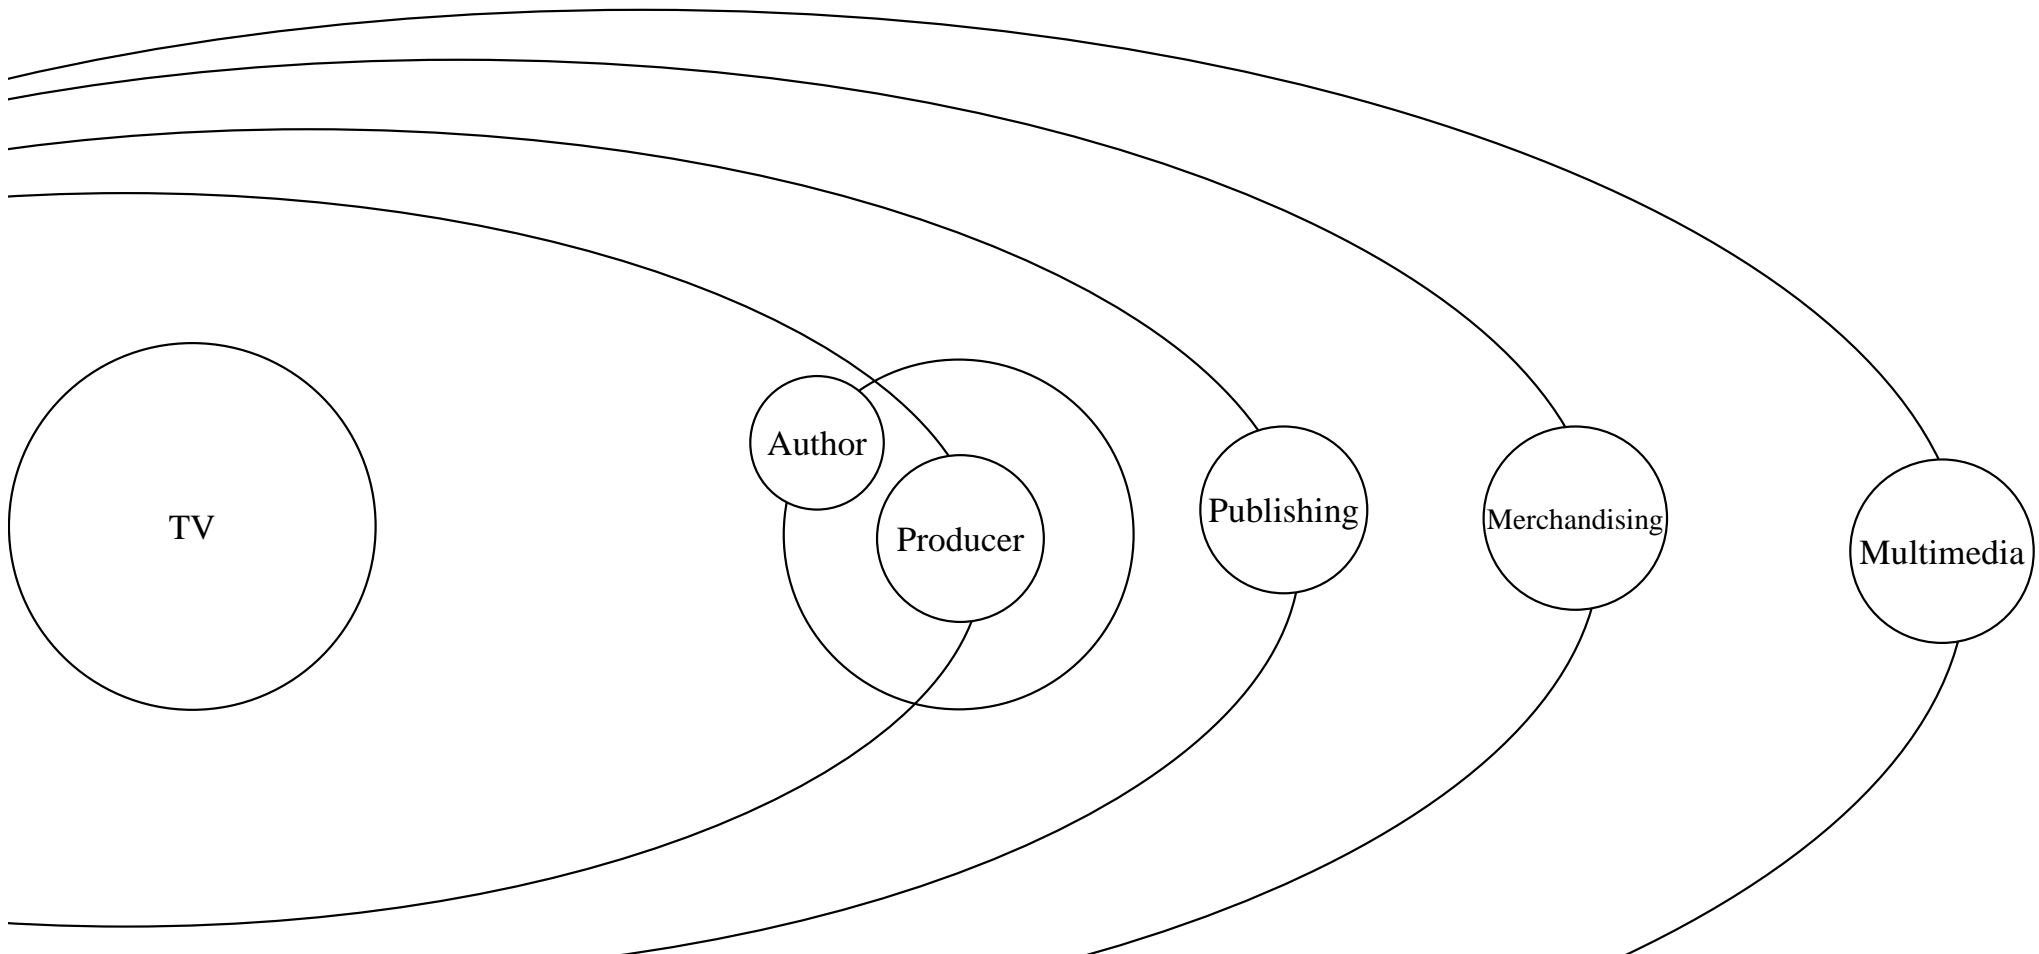 TV
Author
Producer
Publishing
Merchandising
Multimedia